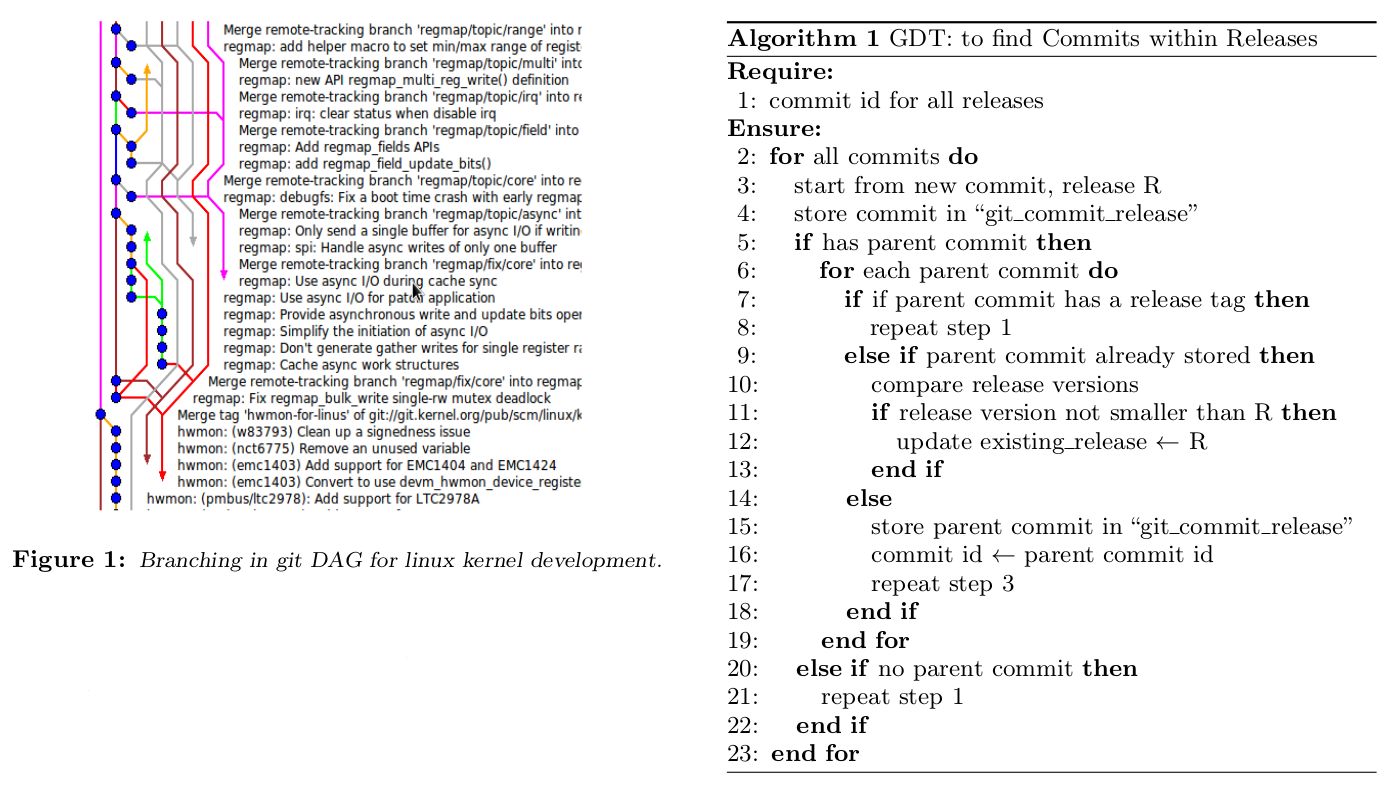 Merge remote-tracking branch 'regmap/topic/range' into r
regmap: add helper macro to set min/max range of regist
Merge remote-tracking branch 'regmap/topic/multi' into
regmap: new API regmap_multi_reg_write() definition
Merge remote-tracking branch 'regmap/topic/irq' into re
regmap: irq: clear status when disable irq
Merge remote-tracking branch 'regmap/topic/field' into
regmap: Add regmap_fields APIs
regmap: add regmap_field_update_bits()
Merge remote-tracking branch 'regmap/topic/core' into re
regmap: debugfs: Fix a boot time crash with early regmap
Merge remote-tracking branch 'regmap/topic/async' int
regmap: Only send a single buffer for async I/O if writin
regmap: spi: Handle async writes of only one buffer
Merge remote-tracking branch 'regmap/fix/core' into reg
regmap: Use async I/O during cache sync
regmap: Use async I/O for patch application
regmap: Provide asynchronous write and update bits oper
regmap: Simplify the initiation of async I/O
regmap: Don't generate gather writes for single register ra
regmap: Cache async work structures
Merge remote-tracking branch 'regmap/fix/core' into regmap
regmap: Fix regmap_bulk_write single-rw mutex deadlock
Merge tag 'hwmon-for-linus' of git://git.kernel.org/pub/scm/linux/k
hwmon: (w83793) Clean up a signedness issue
hwmon: (nct6775) Remove an unused variable
hwmon: (emc1403) Add support for EMC1404 and EMC1424
hwmon: (emc1403) Convert to use devm_hwmon_device_registe
hwmon: (pmbus/ltc2978): Add support for LTC2978A
Figure 1: Branching in git DAG for linux kernel development.
Algorithm 1 GDT: to find Commits within Releases
Require:
1: commit id for all releases
Ensure:
2: for all commits do
3: start from new commit, release R
4: store commit in “git_commit_release”
5: if has parent commit then
6: for each parent commit do
7: if if parent commit has a release tag then
8: repeat step 1
9: else if parent commit already stored then
10: compare release versions
11: if release version not smaller than R then
12: update existing_release ← R
13: end if
14: else
15: store parent commit in “git_commit_release”
16: commit id ← parent commit id
17: repeat step 3
18: end if
19: end for
20: else if no parent commit then
21: repeat step 1
22: end if
23: end for